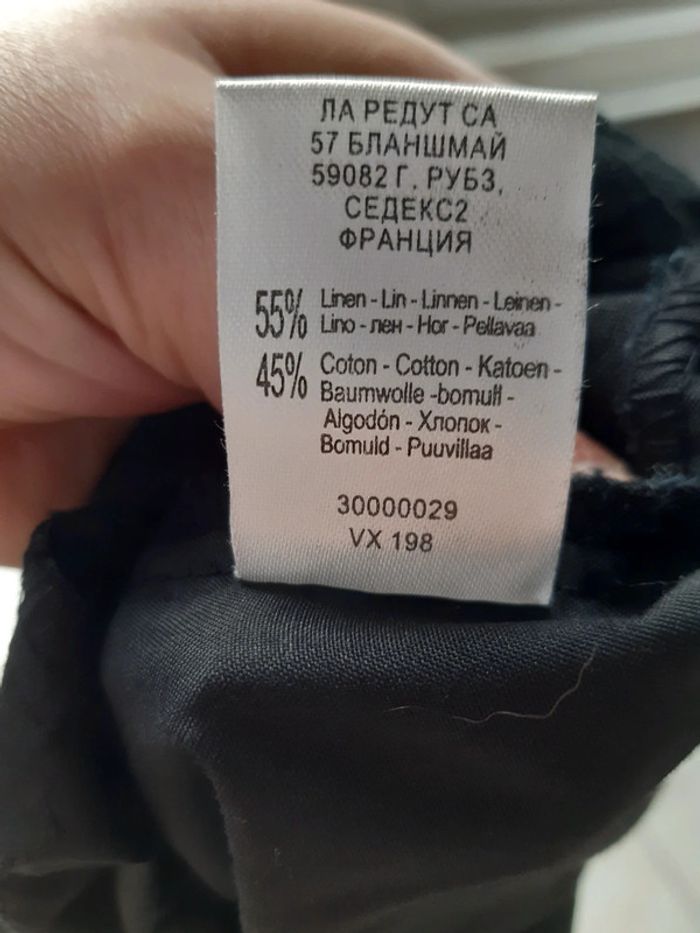 ЛА РЕДУТ СА
57 БЛАНШМАЙ
59082 Г. РУБЗ,
СЕДЕКС2
ФРАНЦИЯ
55% Linen - Lin - Linnen - Leinen -
Lino - лен - Hor - Pellavaa
45% Coton - Cotton - Katoen -
Baumwolle -bomull -
Algodón - Хлопок -
Bomuld - Puuvillaa
30000029
VX 198